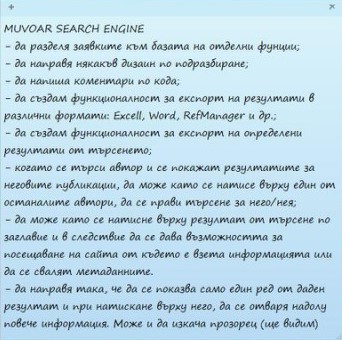 MUVOAR SEARCH ENGINE
- да разделя заявките към базата на отделни фунции;
- да направя някакъв дизаин по подразбиране;
- да напиша коментари по кода;
- да създам функционалност за експорт на резултати в
различни формати: Excell, Word, RefManager и др.;
- да създам функционалност за експорт на определени
резултати от търсенето;
- когато се търси автор и се покажат резултатите за
неговите публикации, да може като се натисе върху един от
останалите автори, да се прави търсене за него/нея;
- да може като се натисне върху резултат от търсене по
заглавие и в следствие да се дава възможността за
посещаване на сайта от където е взета информацията или
да се свалят метаданните.
- да направя така, че да се показва само един ред от даден
резултат и при натискане върху него, да се отваря надолу
повече информация. Може и да изкача прозорец (ще видим)